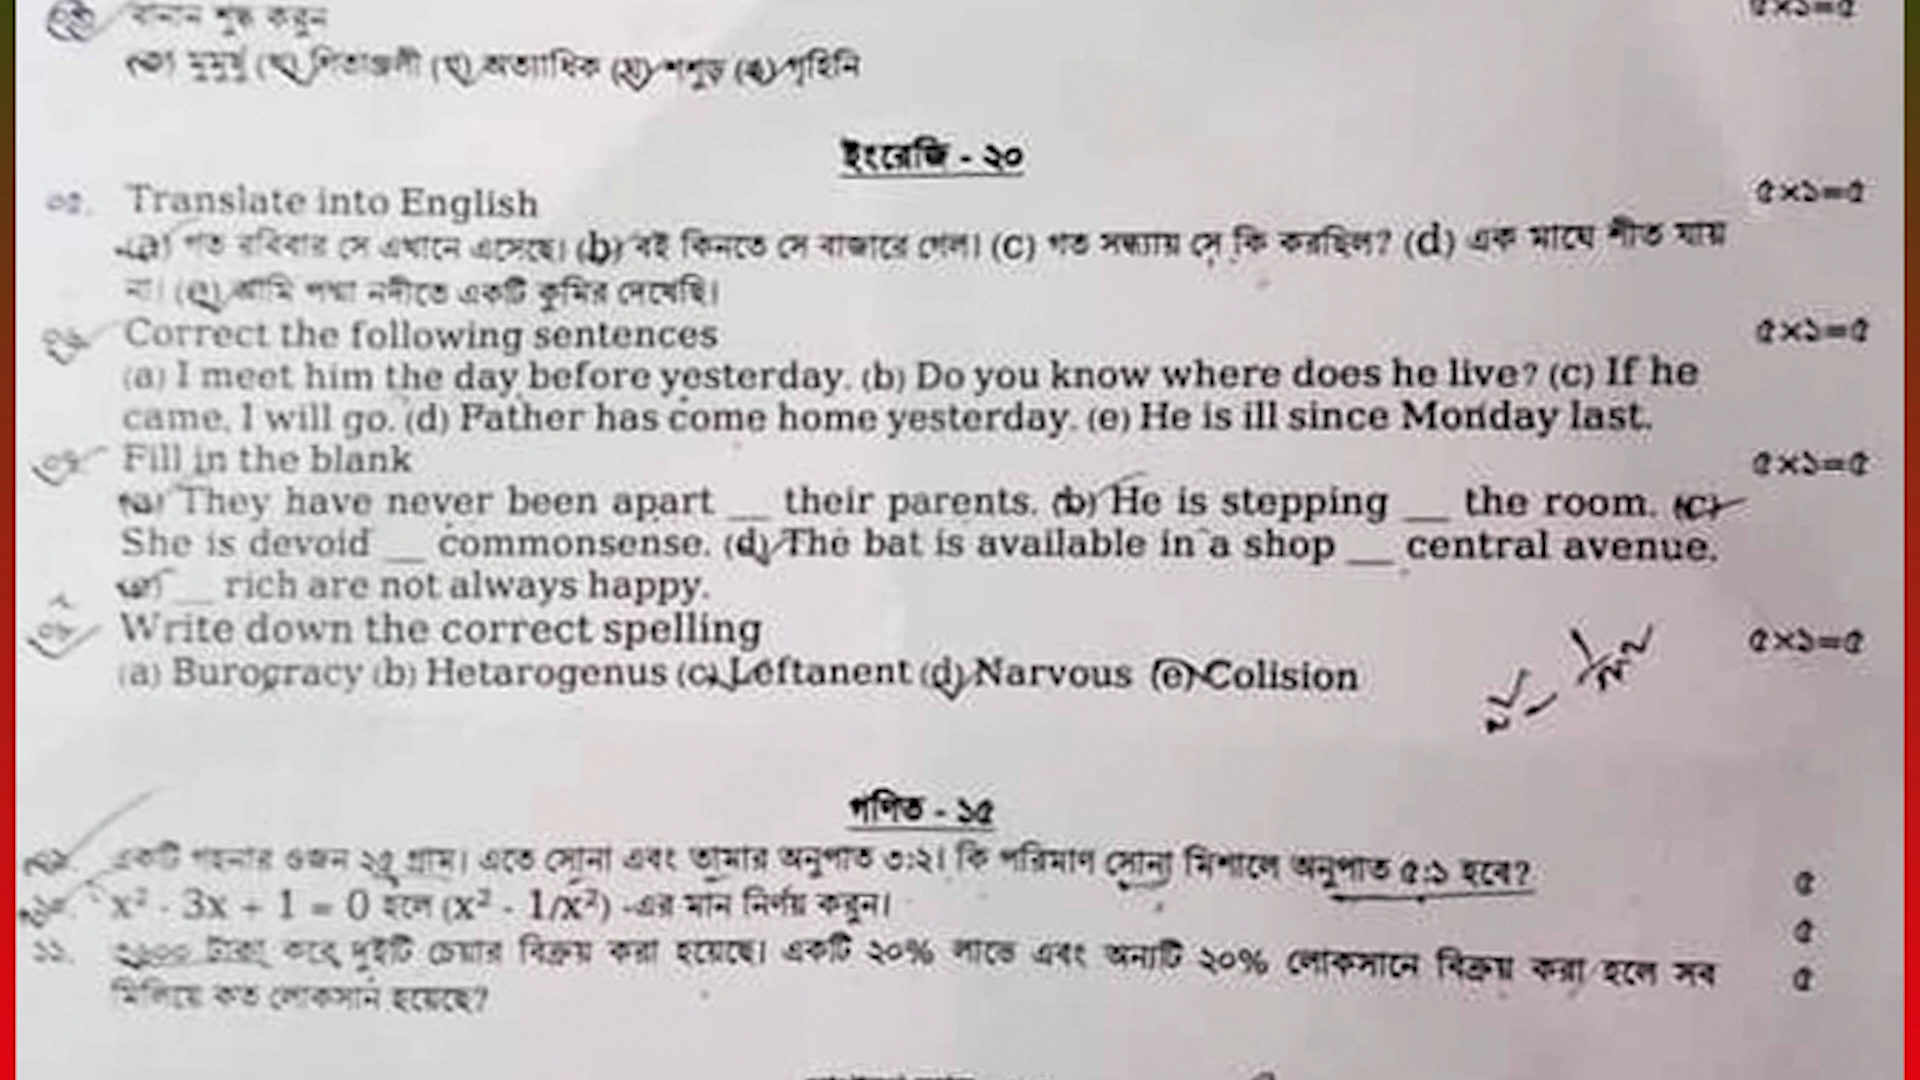 বানান শুদ্ধ করুন ৫×১=৫
মুমুর্ষু (খ) পিতাঞ্জলী (গ) অত্যাধিক (ঘ) শশুড় (ঙ) গৃহিনি
ইংরেজি - ২০
০৫. Translate into English ৫×১=৫
(a) গত রবিবার সে এখানে এসেছে। (b) বই কিনতে সে বাজারে গেল। (c) গত সন্ধ্যায় সে কি করছিল? (d) এক মাঘে শীত যায়
না। (e) আমি পদ্মা নদীতে একটি কুমির দেখেছি।
Correct the following sentences ৫×১=৫
(a) I meet him the day before yesterday. (b) Do you know where does he live? (c) If he
came, I will go. (d) Father has come home yesterday. (e) He is ill since Monday last.
Fill in the blank ৫×১=৫
(a) They have never been apart __ their parents. (b) He is stepping __ the room. (c)
She is devoid __ commonsense. (d) The bat is available in a shop __ central avenue.
__ rich are not always happy.
Write down the correct spelling ৫×১=৫
(a) Burogracy (b) Hetarogenus (c) Leftanent (d) Narvous (e) Colision
গণিত - ১৫
একটি গহনার ওজন ২৫ গ্রাম। এতে সোনা এবং তামার অনুপাত ৩:২। কি পরিমাণ সোনা মিশালে অনুপাত ৫:১ হবে? ৫
x² - 3x + 1 = 0 হলে (x² - 1/x²) -এর মান নির্ণয় করুন। ৫
১১. টাকা করে দুইটি চেয়ার বিক্রয় করা হয়েছে। একটি ২০% লাভে এবং অন্যটি ২০% লোকসানে বিক্রয় করা হলে সব ৫
মিলিয়ে কত লোকসান হয়েছে?